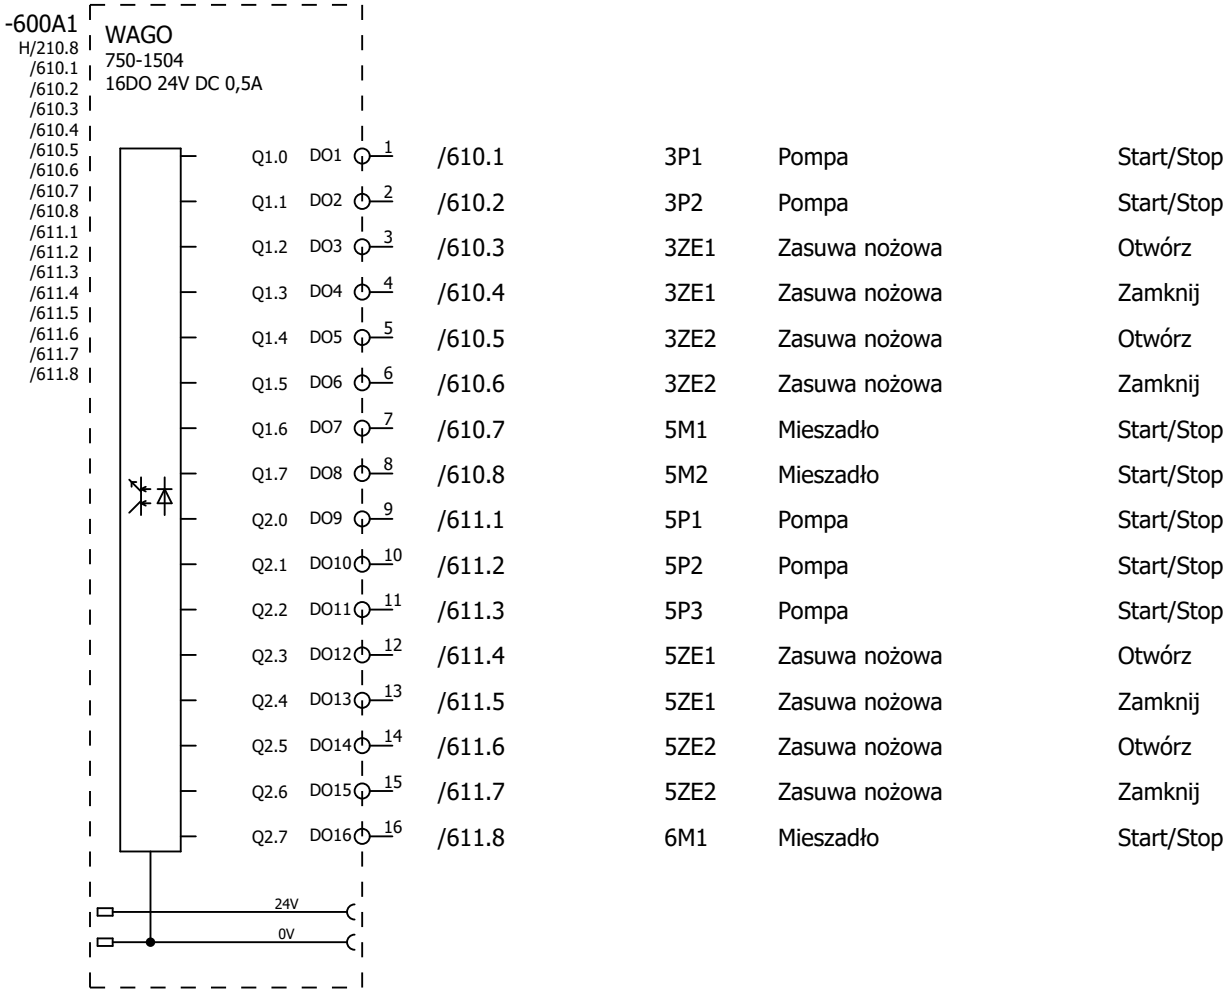 -600A1
H/210.8
/610.1
/610.2
/610.3
/610.4
/610.5
/610.6
/610.7
/610.8
/611.1
/611.2
/611.3
/611.4
/611.5
/611.6
/611.7
/611.8
WAGO
750-1504
16DO 24V DC 0,5A
Q1.0 DO1 1 /610.1 3P1 Pompa Start/Stop
Q1.1 DO2 2 /610.2 3P2 Pompa Start/Stop
Q1.2 DO3 3 /610.3 3ZE1 Zasuwa nożowa Otwórz
Q1.3 DO4 4 /610.4 3ZE1 Zasuwa nożowa Zamknij
Q1.4 DO5 5 /610.5 3ZE2 Zasuwa nożowa Otwórz
Q1.5 DO6 6 /610.6 3ZE2 Zasuwa nożowa Zamknij
Q1.6 DO7 7 /610.7 5M1 Mieszadło Start/Stop
Q1.7 DO8 8 /610.8 5M2 Mieszadło Start/Stop
Q2.0 DO9 9 /611.1 5P1 Pompa Start/Stop
Q2.1 DO10 10 /611.2 5P2 Pompa Start/Stop
Q2.2 DO11 11 /611.3 5P3 Pompa Start/Stop
Q2.3 DO12 12 /611.4 5ZE1 Zasuwa nożowa Otwórz
Q2.4 DO13 13 /611.5 5ZE1 Zasuwa nożowa Zamknij
Q2.5 DO14 14 /611.6 5ZE2 Zasuwa nożowa Otwórz
Q2.6 DO15 15 /611.7 5ZE2 Zasuwa nożowa Zamknij
Q2.7 DO16 16 /611.8 6M1 Mieszadło Start/Stop
24V
0V